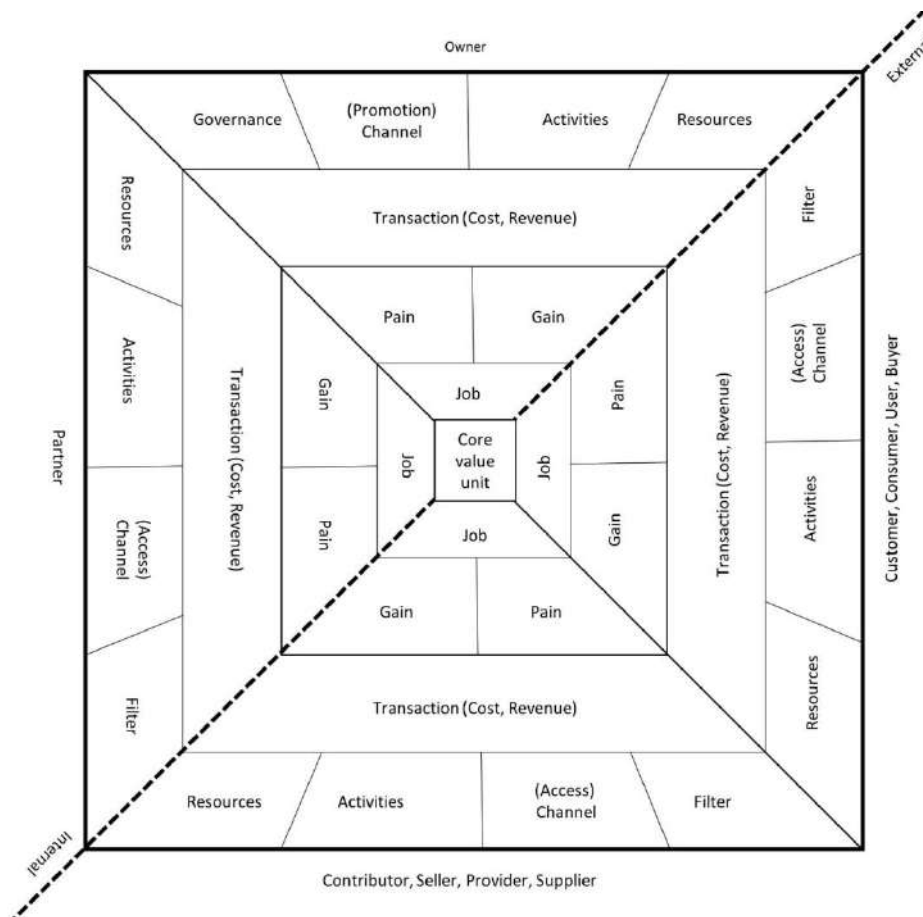 Owner
External
Governance
(Promotion)
Channel
Activities
Resources
Resources
Filter
Transaction (Cost, Revenue)
Pain
Gain
Activities
(Access)
Channel
Transaction (Cost, Revenue)
Gain
Job
Pain
Transaction (Cost, Revenue)
Partner
Job
Core
value
unit
Job
Customer, Consumer, User, Buyer
(Access)
Channel
Pain
Job
Gain
Activities
Gain
Pain
Filter
Transaction (Cost, Revenue)
Resources
Resources
Activities
(Access)
Channel
Filter
Internal
Contributor, Seller, Provider, Supplier